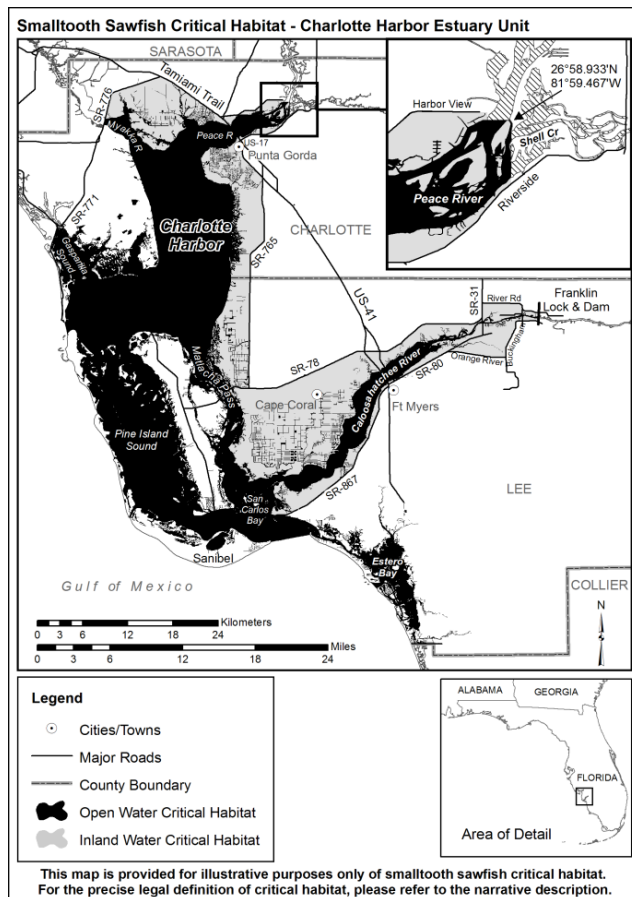 Smalltooth Sawfish Critical Habitat - Charlotte Harbor Estuary Unit
SARASOTA
Tamiami Trail
SR-776
Myakka R
Peace R
US-17
Punta Gorda
26°58.933'N
81°59.467'W
Harbor View
Shell Cr
Peace River
Riverside
SR-771
Gasparilla Sound
Charlotte
Harbor
CHARLOTTE
SR-765
US-41
SR-31
River Rd
Franklin
Lock & Dam
Buckingham
Orange River
SR-80
SR-78
Matlacha Pass
Caloosahatchee River
Cape Coral
Ft Myers
Pine Island
Sound
SR-867
LEE
San
Carlos
Bay
Sanibel
Estero
Bay
COLLIER
Gulf of Mexico
N
Kilometers
0 3 6 12 18 24
Miles
0 3 6 12 18 24
Legend
Cities/Towns
Major Roads
County Boundary
Open Water Critical Habitat
Inland Water Critical Habitat
ALABAMA
GEORGIA
FLORIDA
Area of Detail
This map is provided for illustrative purposes only of smalltooth sawfish critical habitat.
For the precise legal definition of critical habitat, please refer to the narrative description.